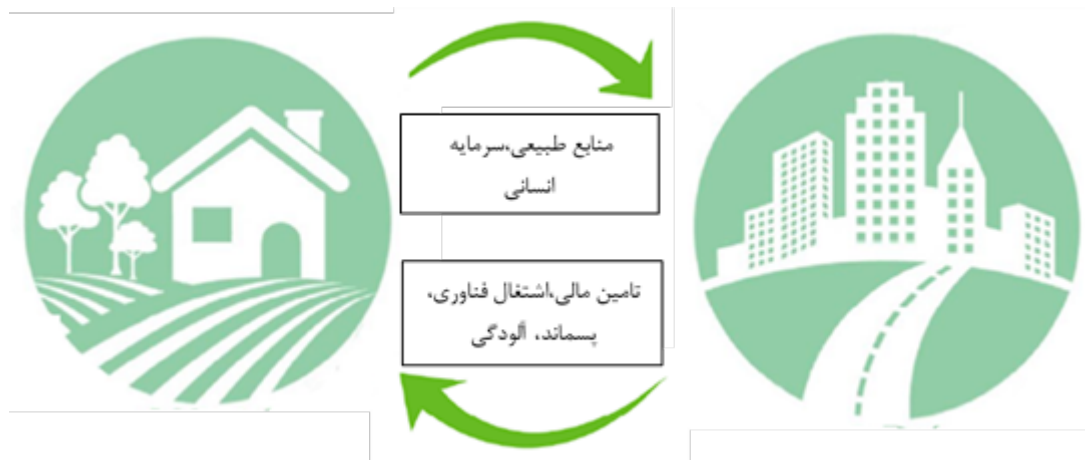 منابع طبیعی،سرمایه
انسانی
تامین مالی،اشتغال فناوری،
پسماند، آلودگی